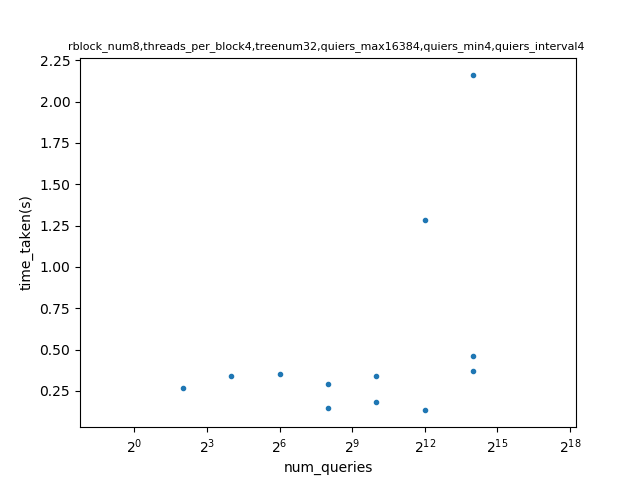 rblock_num8,threads_per_block4,treenum32,quiers_max16384,quiers_min4,quiers_interval4
2.25
2.00
1.75
1.50
1.25
1.00
0.75
0.50
0.25
time_taken(s)
2^0 2^3 2^6 2^9 2^12 2^15 2^18
num_queries